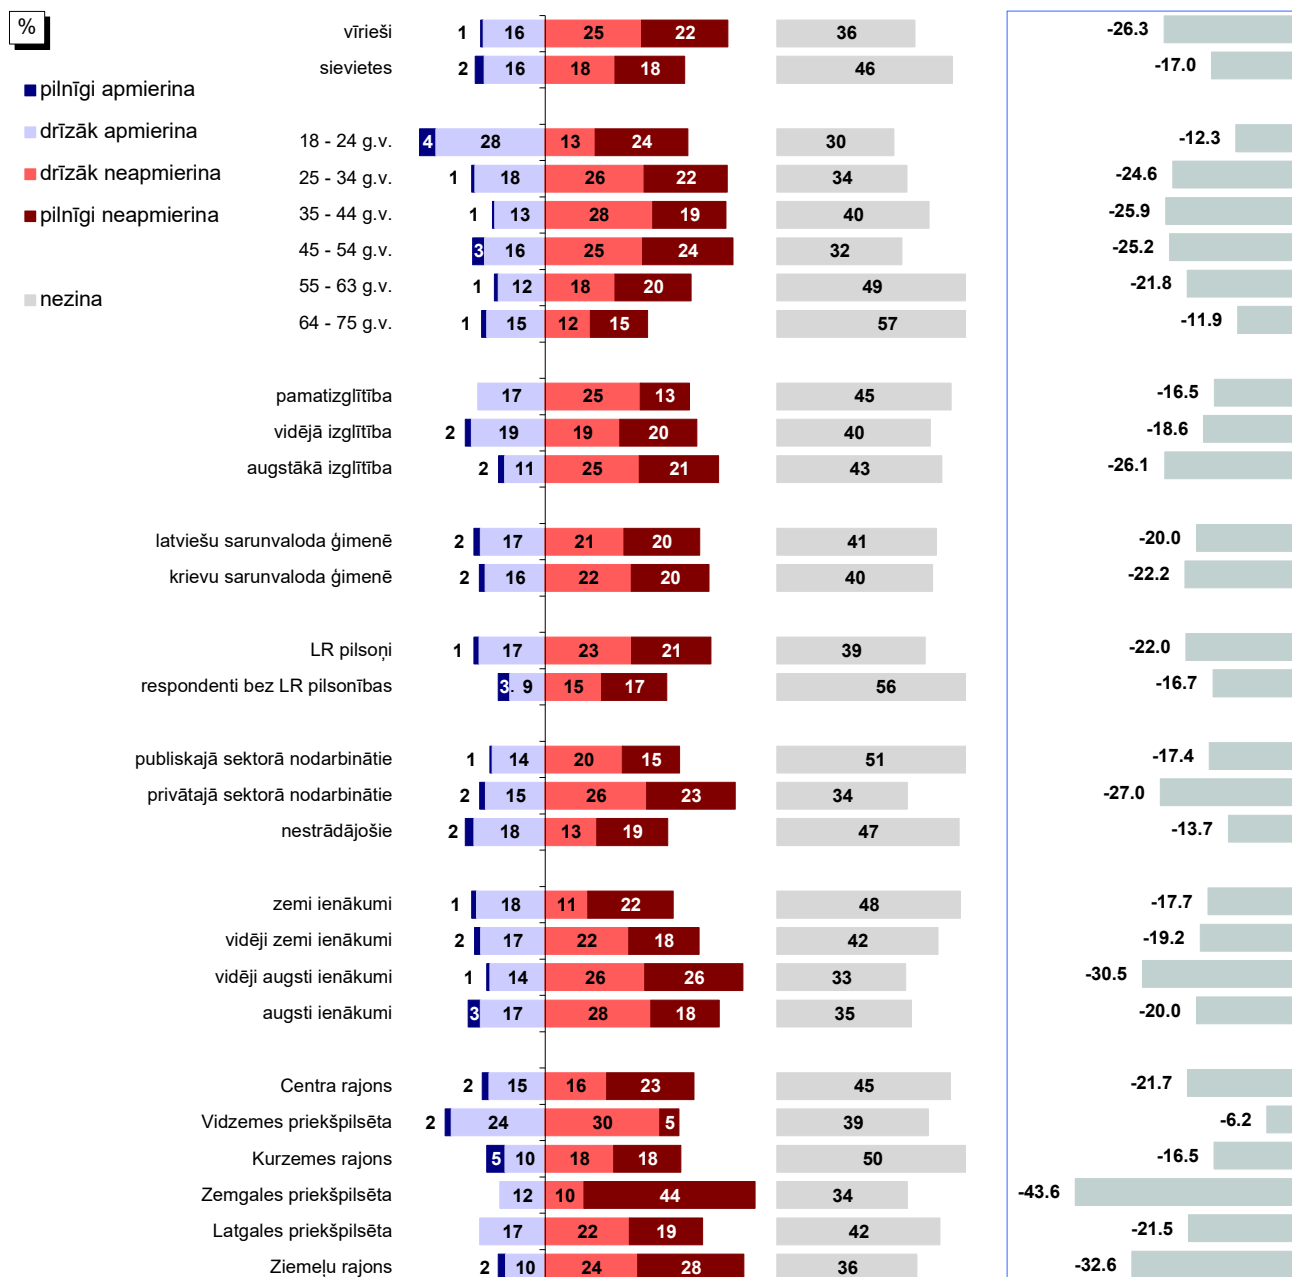 %
pilnīgi apmierina
drīzāk apmierina
drīzāk neapmierina
pilnīgi neapmierina
nezina
vīrieši 1 16 25 22 36 -26.3
sievietes 2 16 18 18 46 -17.0
18 - 24 g.v. 4 28 13 24 30 -12.3
25 - 34 g.v. 1 18 26 22 34 -24.6
35 - 44 g.v. 1 13 28 19 40 -25.9
45 - 54 g.v. 3 16 25 24 32 -25.2
55 - 63 g.v. 1 12 18 20 49 -21.8
64 - 75 g.v. 1 15 12 15 57 -11.9
pamatizglītība 17 25 13 45 -16.5
vidējā izglītība 2 19 19 20 40 -18.6
augstākā izglītība 2 11 25 21 43 -26.1
latviešu sarunvaloda ģimenē 2 17 21 20 41 -20.0
krievu sarunvaloda ģimenē 2 16 22 20 40 -22.2
LR pilsoņi 1 17 23 21 39 -22.0
respondenti bez LR pilsonības 3. 9 15 17 56 -16.7
publiskajā sektorā nodarbinātie 1 14 20 15 51 -17.4
privātajā sektorā nodarbinātie 2 15 26 23 34 -27.0
nestrādājošie 2 18 13 19 47 -13.7
zemi ienākumi 1 18 11 22 48 -17.7
vidēji zemi ienākumi 2 17 22 18 42 -19.2
vidēji augsti ienākumi 1 14 26 26 33 -30.5
augsti ienākumi 3 17 28 18 35 -20.0
Centra rajons 2 15 16 23 45 -21.7
Vidzemes priekšpilsēta 2 24 30 5 39 -6.2
Kurzemes rajons 5 10 18 18 50 -16.5
Zemgales priekšpilsēta 12 10 44 34 -43.6
Latgales priekšpilsēta 17 22 19 42 -21.5
Ziemeļu rajons 2 10 24 28 36 -32.6